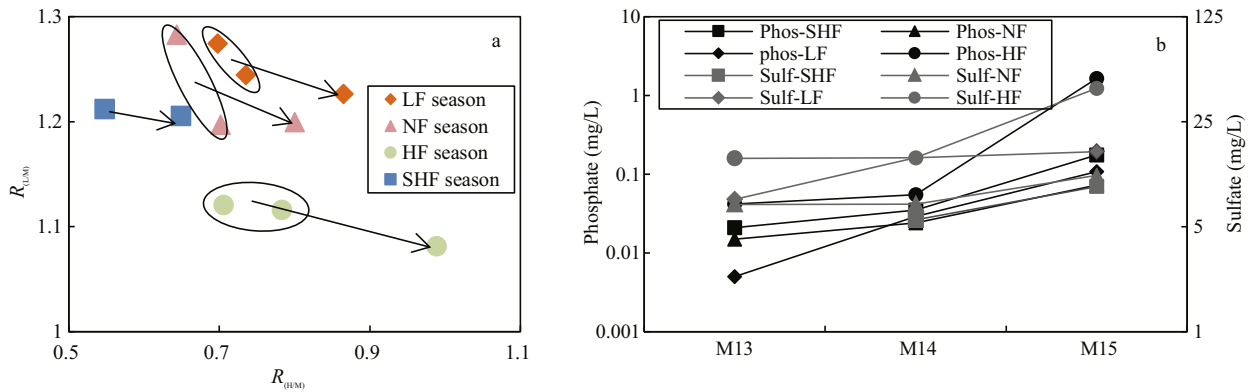 a
1.3
1.2
1.1
1
R(L/M)
0.5
0.7
0.9
1.1
R(H/M)
LF season
NF season
HF season
SHF season
b
Phos-SHF
Phos-NF
phos-LF
Phos-HF
Sulf-SHF
Sulf-NF
Sulf-LF
Sulf-HF
10
1
0.1
0.01
0.001
Phosphate (mg/L)
125
25
5
1
Sulfate (mg/L)
M13
M14
M15